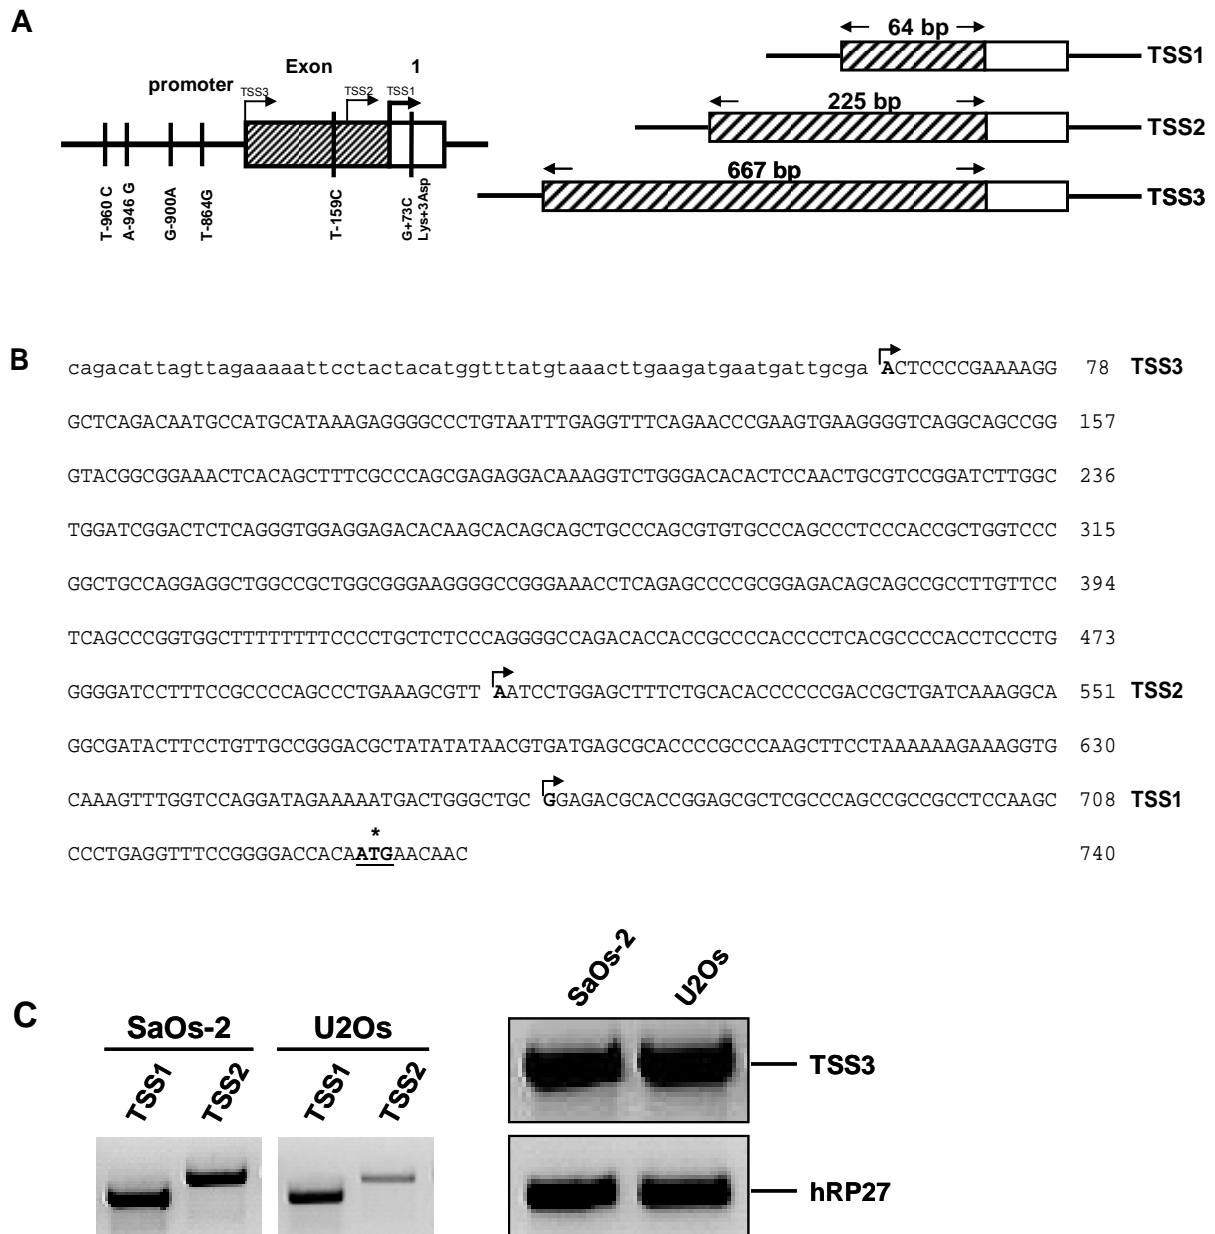 A
promoter
Exon 1
TSS3
TSS2
TSS1
T-960 C
A-946 G
G-900A
T-864G
T-159C
G+73C
Lys+3Asp
64 bp
TSS1
225 bp
TSS2
667 bp
TSS3
B
cagacattagttagaaaaattcctactacatggtttatgtaaacttgaagatgaatgattgcga ACTCCCCGAAAAGG 78 TSS3
GCTCAGACAATGCCATGCATAAAGAGGGGCCCTGTAATTTGAGGTTTCAGAACCCGAAGTGAAGGGGTCAGGCAGCCGG 157
GTACGGCGGAAACTCACAGCTTTCGCCCAGCGAGAGGACAAAGGTCTGGGACACACTCCAACTGCGTCCGGATCTTGGC 236
TGGATCGGACTCTCAGGGTGGAGGAGACACAAGCACAGCAGCTGCCCAGCGTGTGCCCAGCCCTCCCACCGCTGGTCCC 315
GGCTGCCAGGAGGCTGGCCGCTGGCGGGAAGGGGCCGGGAAACCTCAGAGCCCCGCGGAGACAGCAGCCGCCTTGTTCC 394
TCAGCCCGGTGGCTTTTTTTTCCCCTGCTCTCCCAGGGGCCAGACACCACCGCCCCACCCCTCACGCCCCACCTCCCTG 473
GGGGATCCTTTCCGCCCCAGCCCTGAAAGCGTT AATCCTGGAGCTTTCTGCACACCCCCCGACCGCTGATCAAAGGCA 551 TSS2
GGCGATACTTCCTGTTGCCGGGACGCTATATATAACGTGATGAGCGCACCCCGCCCAAGCTTCCTAAAAAAGAAAGGTG 630
CAAAGTTTGGTCCAGGATAGAAAAATGACTGGGCTGC GGAGACGCACCGGAGCGCTCGCCCAGCCGCCGCCTCCAAGC 708 TSS1
*
CCCTGAGGTTTCCGGGGACCACAATGAACAAC 740
C
SaOs-2
U2Os
TSS1
TSS2
TSS1
TSS2
SaOs-2
U2Os
TSS3
hRP27